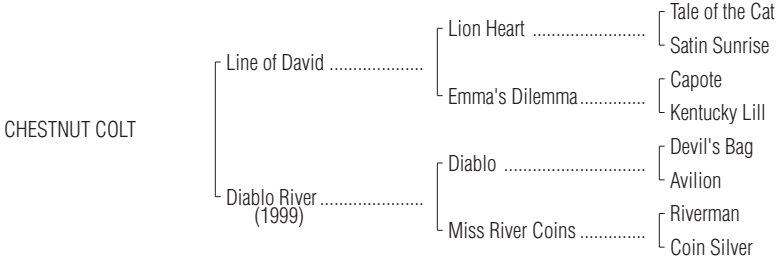 Tale of the Cat
Lion Heart ........................
Satin Sunrise
Line of David ....................
Capote
Emma's Dilemma..............
Kentucky Lill
CHESTNUT COLT
Devil's Bag
Diablo ..............................
Avilion
Diablo River ......................
(1999)
Riverman
Miss River Coins ..............
Coin Silver